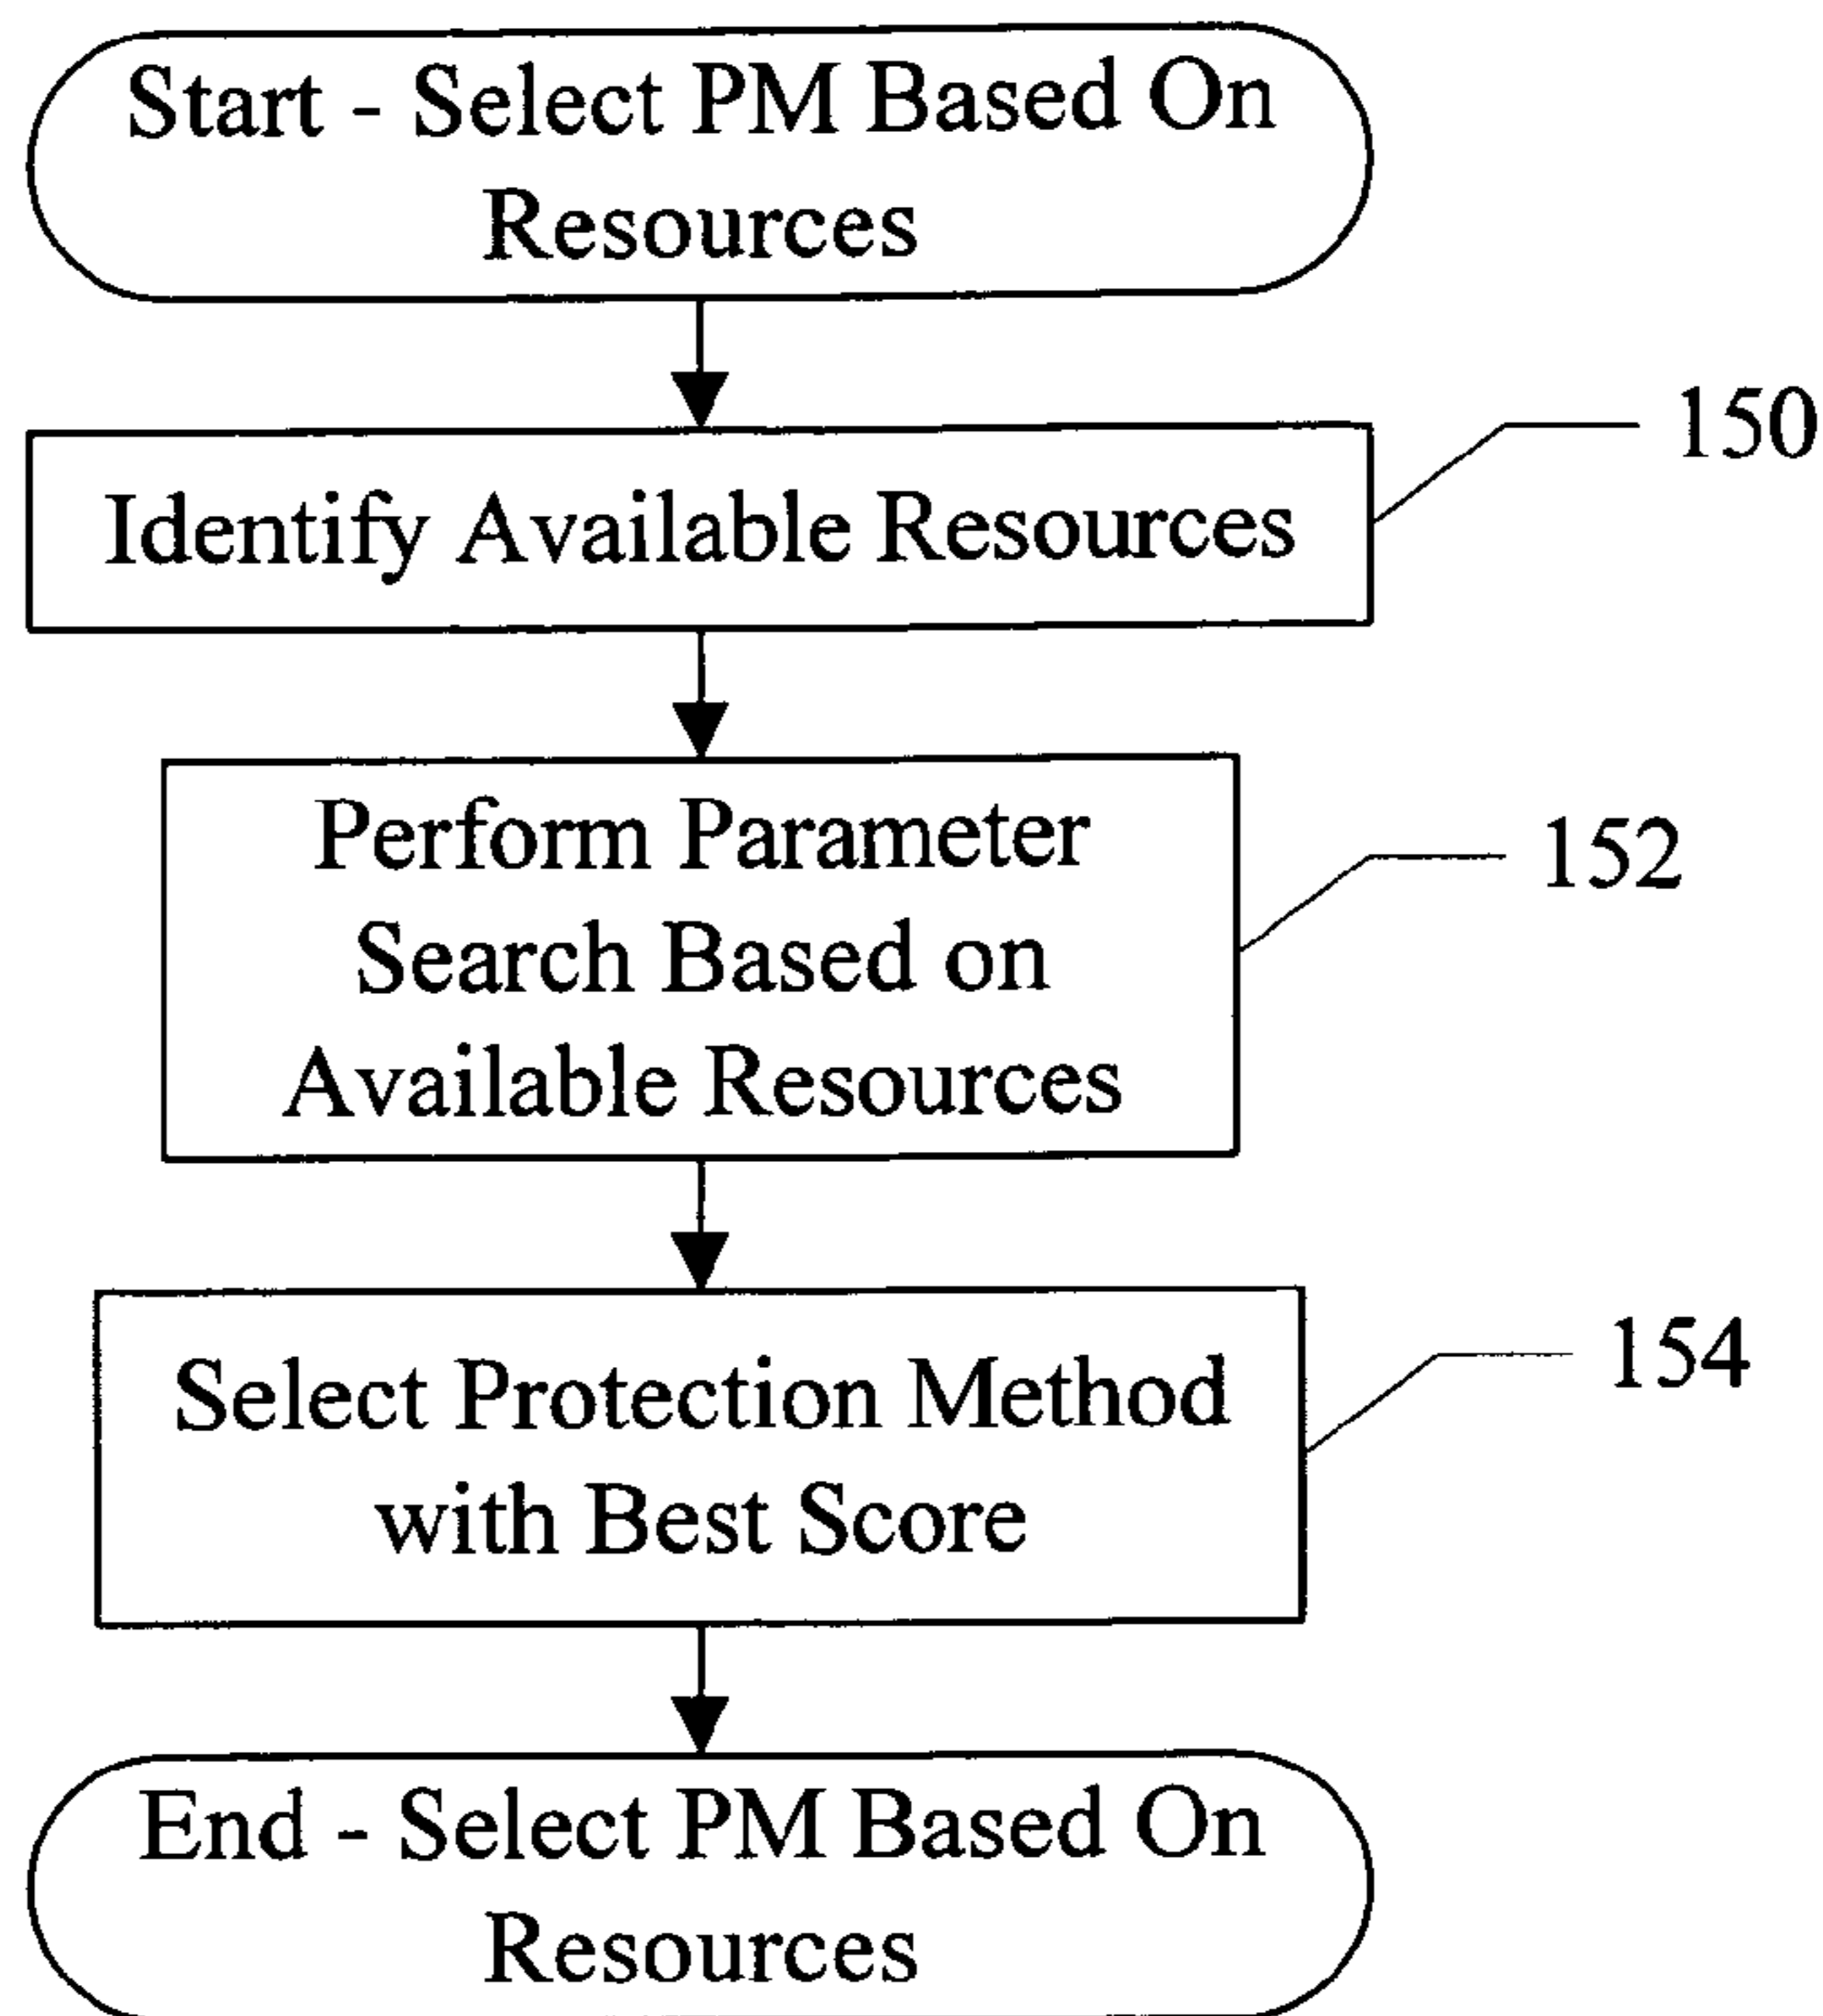 Start - Select PM Based On
Resources
150
Identify Available Resources
152
Perform Parameter
Search Based on
Available Resources
154
Select Protection Method
with Best Score
End - Select PM Based On
Resources